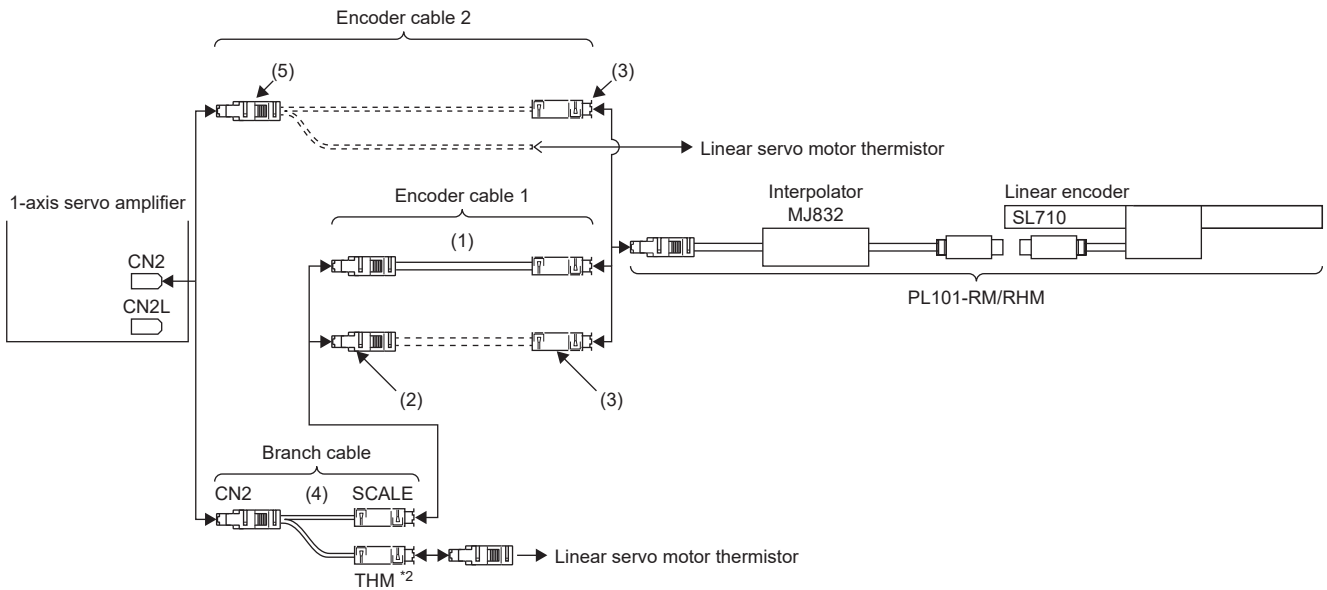 Encoder cable 2
(5)
(3)
Linear servo motor thermistor
1-axis servo amplifier
Encoder cable 1
Interpolator
MJ832
Linear encoder
SL710
(1)
CN2
CN2L
PL101-RM/RHM
(2)
(3)
Branch cable
CN2
(4)
SCALE
Linear servo motor thermistor
THM *2